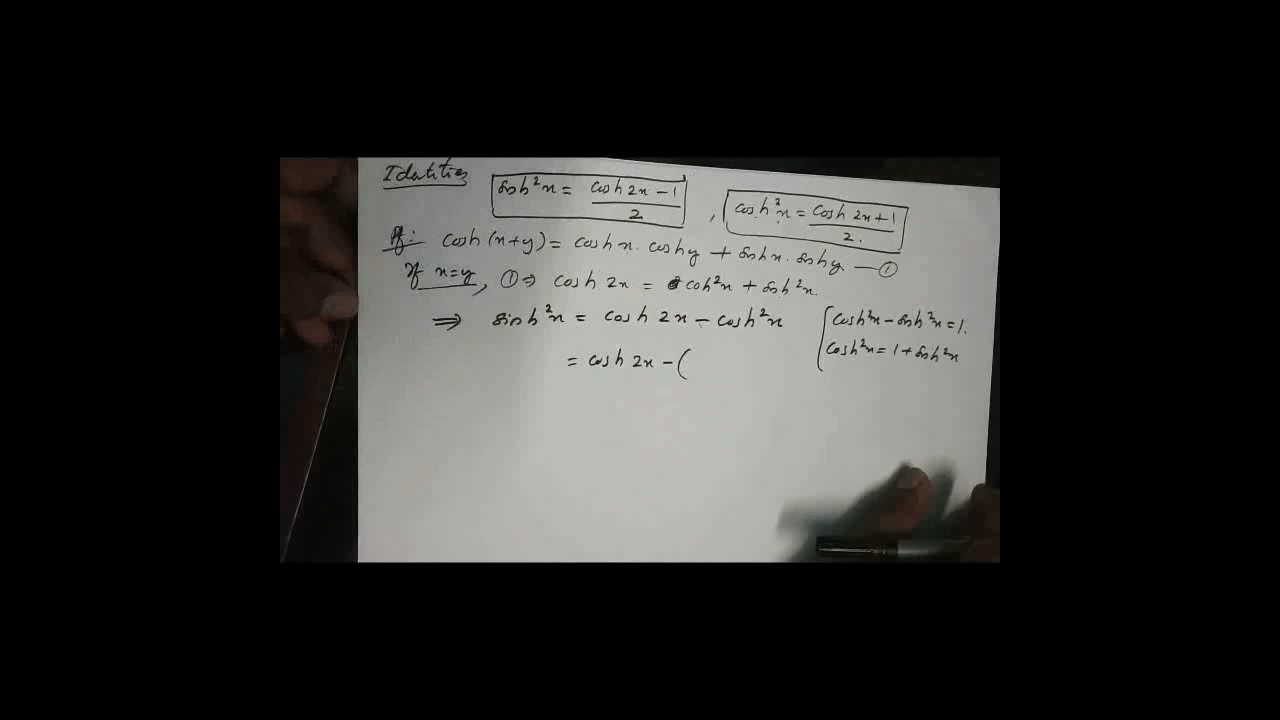 Identities sinh²x = cosh 2x - 1 / 2 , cosh²x = cosh 2x + 1 / 2.
Pf: cosh (x+y) = cosh x. cosh y + sinh x. sinh y — ①
If x=y, ① ⇒ cosh 2x = cosh²x + sinh²x.
⇒ sinh²x = cosh 2x - cosh²x
= cosh 2x - (
cosh²x - sinh²x = 1.
cosh²x = 1 + sinh²x